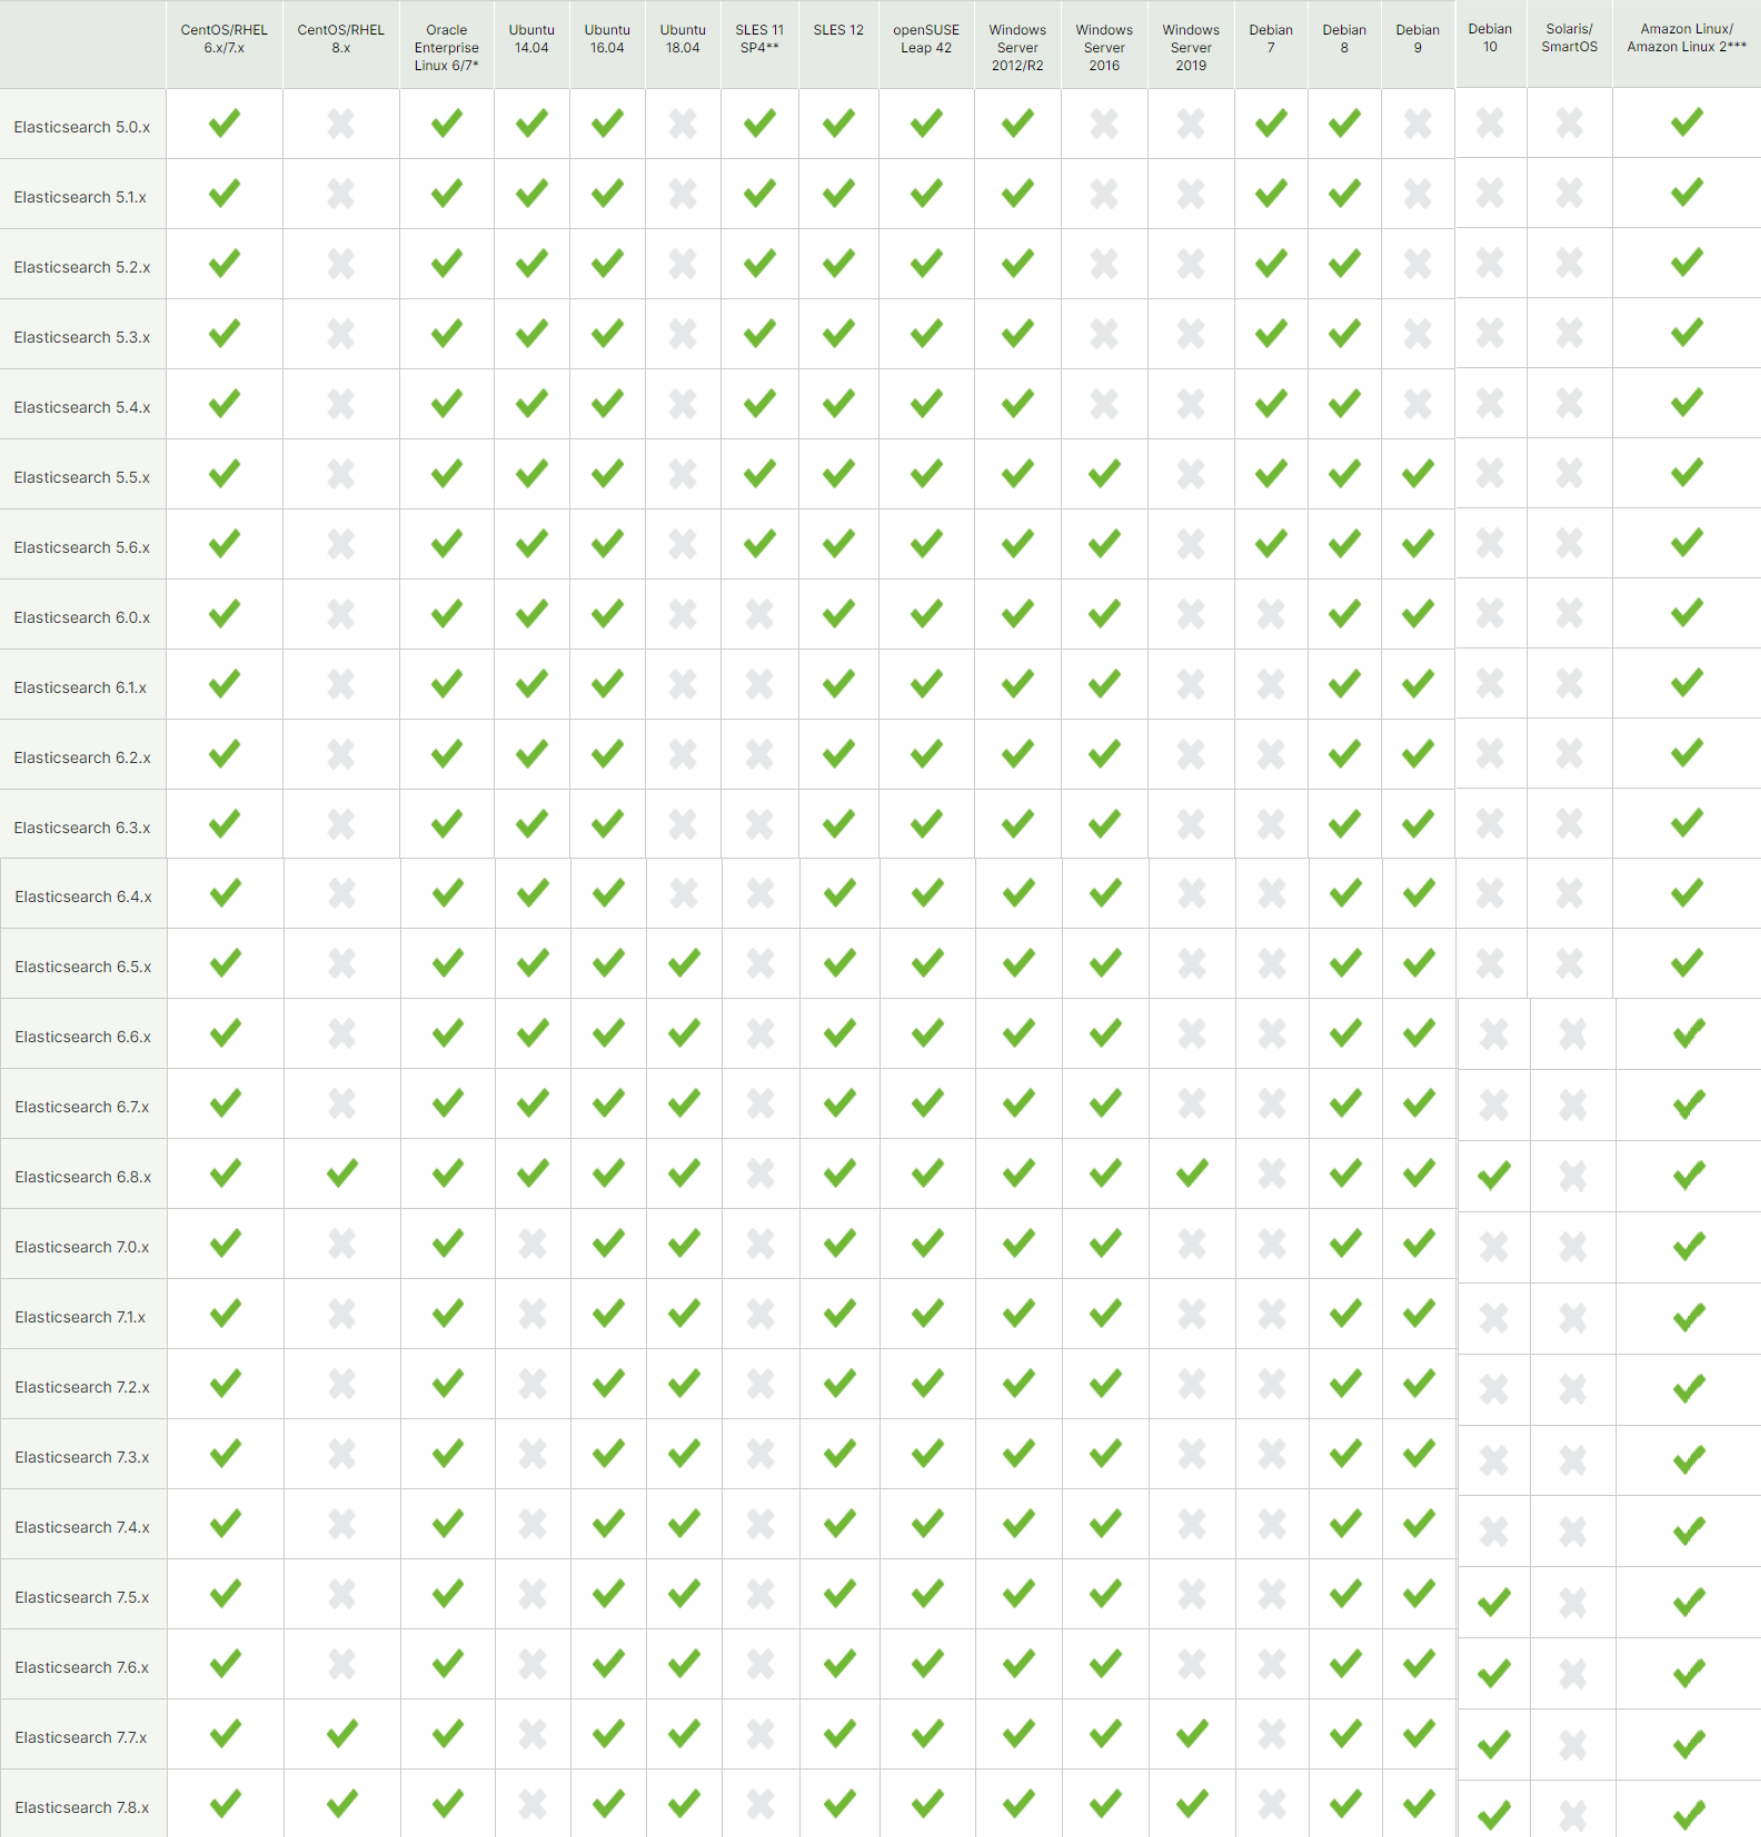 CentOS/RHEL
6.x/7.x
CentOS/RHEL
8.x
Oracle
Enterprise
Linux 6/7*
Ubuntu
14.04
Ubuntu
16.04
Ubuntu
18.04
SLES 11
SP4**
SLES 12
openSUSE
Leap 42
Windows
Server
2012/R2
Windows
Server
2016
Windows
Server
2019
Debian
7
Debian
8
Debian
9
Debian
10
Solaris/
SmartOS
Amazon Linux/
Amazon Linux 2***
Elasticsearch 5.0.x
Elasticsearch 5.1.x
Elasticsearch 5.2.x
Elasticsearch 5.3.x
Elasticsearch 5.4.x
Elasticsearch 5.5.x
Elasticsearch 5.6.x
Elasticsearch 6.0.x
Elasticsearch 6.1.x
Elasticsearch 6.2.x
Elasticsearch 6.3.x
Elasticsearch 6.4.x
Elasticsearch 6.5.x
Elasticsearch 6.6.x
Elasticsearch 6.7.x
Elasticsearch 6.8.x
Elasticsearch 7.0.x
Elasticsearch 7.1.x
Elasticsearch 7.2.x
Elasticsearch 7.3.x
Elasticsearch 7.4.x
Elasticsearch 7.5.x
Elasticsearch 7.6.x
Elasticsearch 7.7.x
Elasticsearch 7.8.x